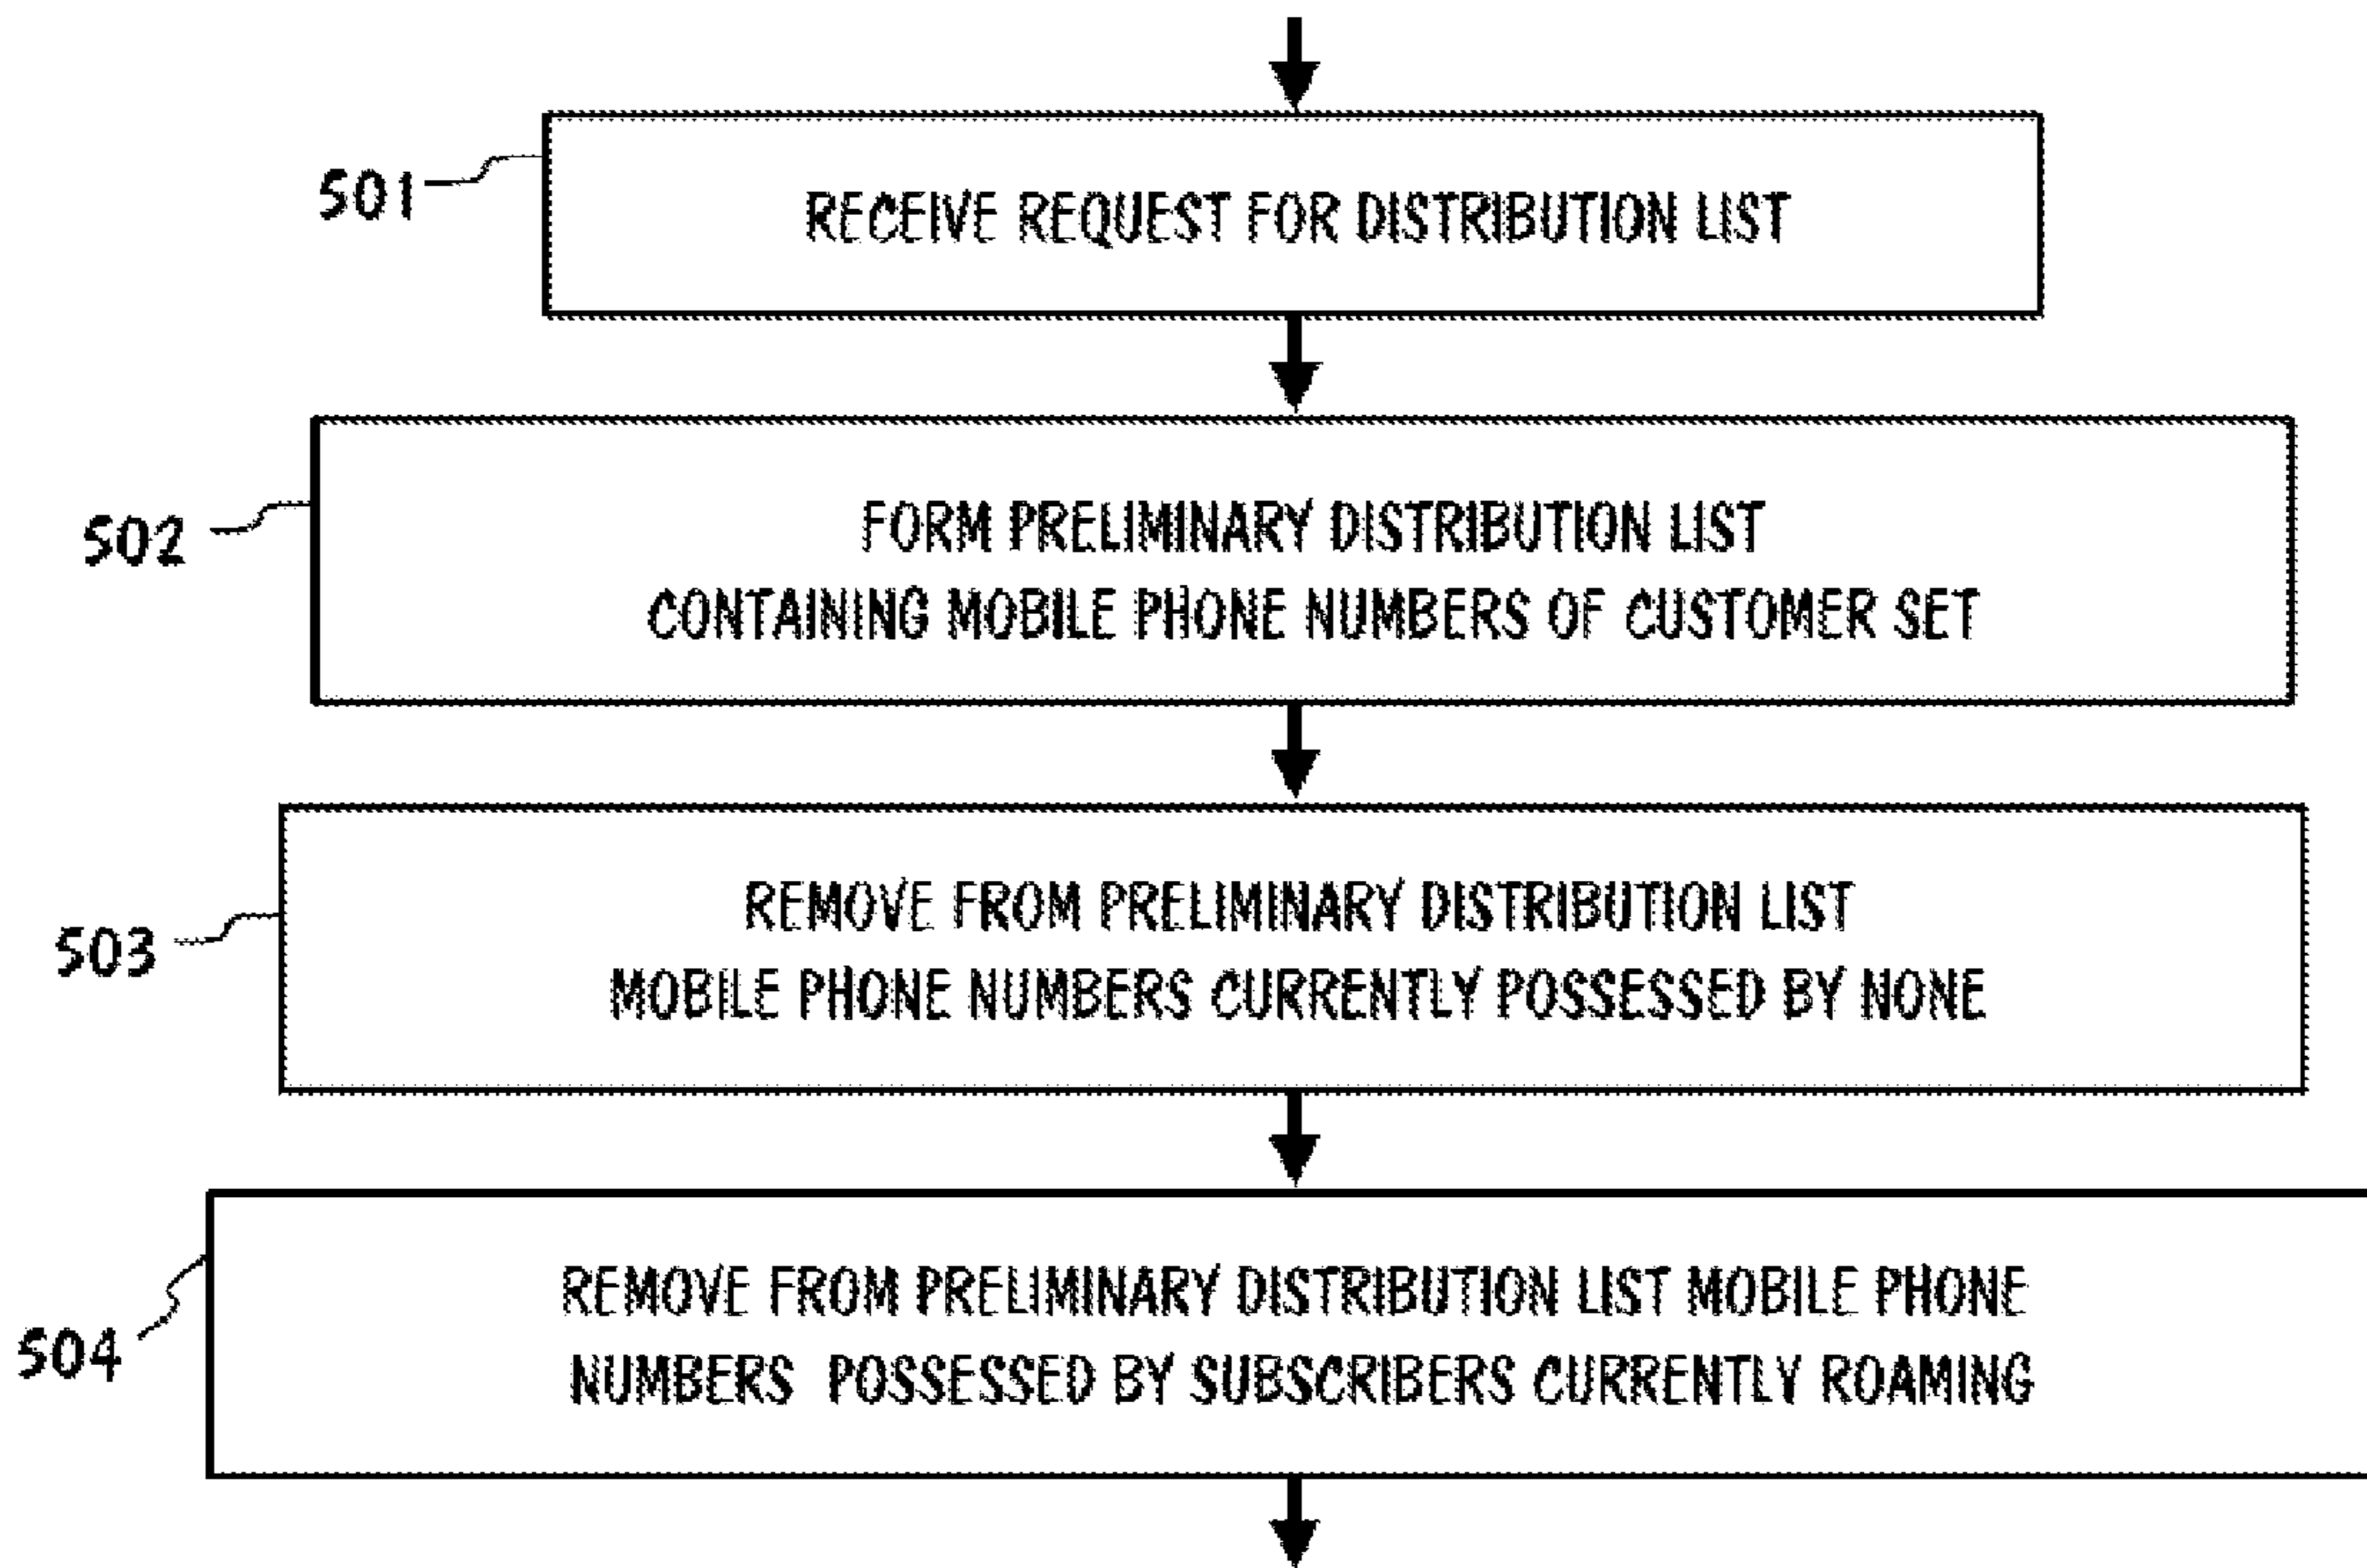 501
RECEIVE REQUEST FOR DISTRIBUTION LIST
502
FORM PRELIMINARY DISTRIBUTION LIST
CONTAINING MOBILE PHONE NUMBERS OF CUSTOMER SET
503
REMOVE FROM PRELIMINARY DISTRIBUTION LIST
MOBILE PHONE NUMBERS CURRENTLY POSSESSED BY NONE
504
REMOVE FROM PRELIMINARY DISTRIBUTION LIST MOBILE PHONE
NUMBERS POSSESSED BY SUBSCRIBERS CURRENTLY ROAMING